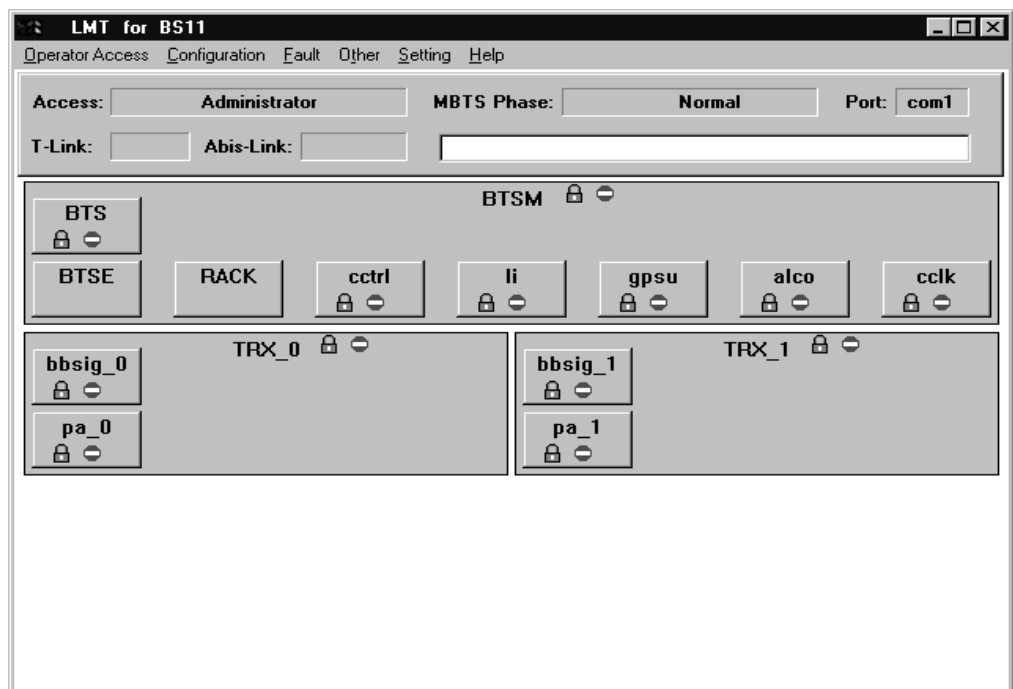 LMT for BS11
Operator Access Configuration Fault Other Setting Help
Access: Administrator MBTS Phase: Normal Port: com1
T-Link: Abis-Link:
BTSM
BTS
BTSE RACK cctrl li gpsu alco cclk
TRX_0 TRX_1
bbsig_0 bbsig_1
pa_0 pa_1